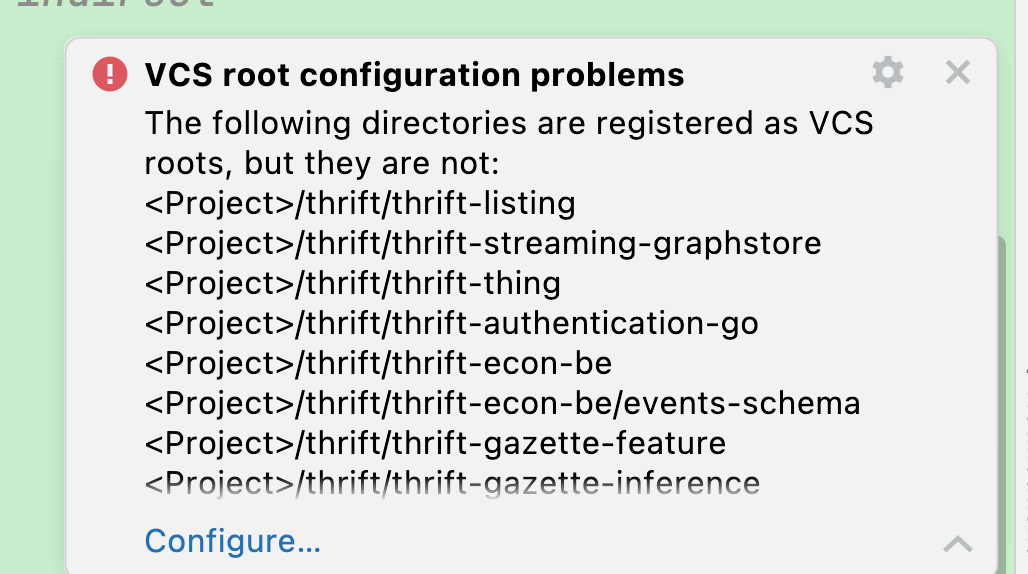 VCS root configuration problems
The following directories are registered as VCS
roots, but they are not:
<Project>/thrift/thrift-listing
<Project>/thrift/thrift-streaming-graphstore
<Project>/thrift/thrift-thing
<Project>/thrift/thrift-authentication-go
<Project>/thrift/thrift-econ-be
<Project>/thrift/thrift-econ-be/events-schema
<Project>/thrift/thrift-gazette-feature
<Project>/thrift/thrift-gazette-inference
Configure...